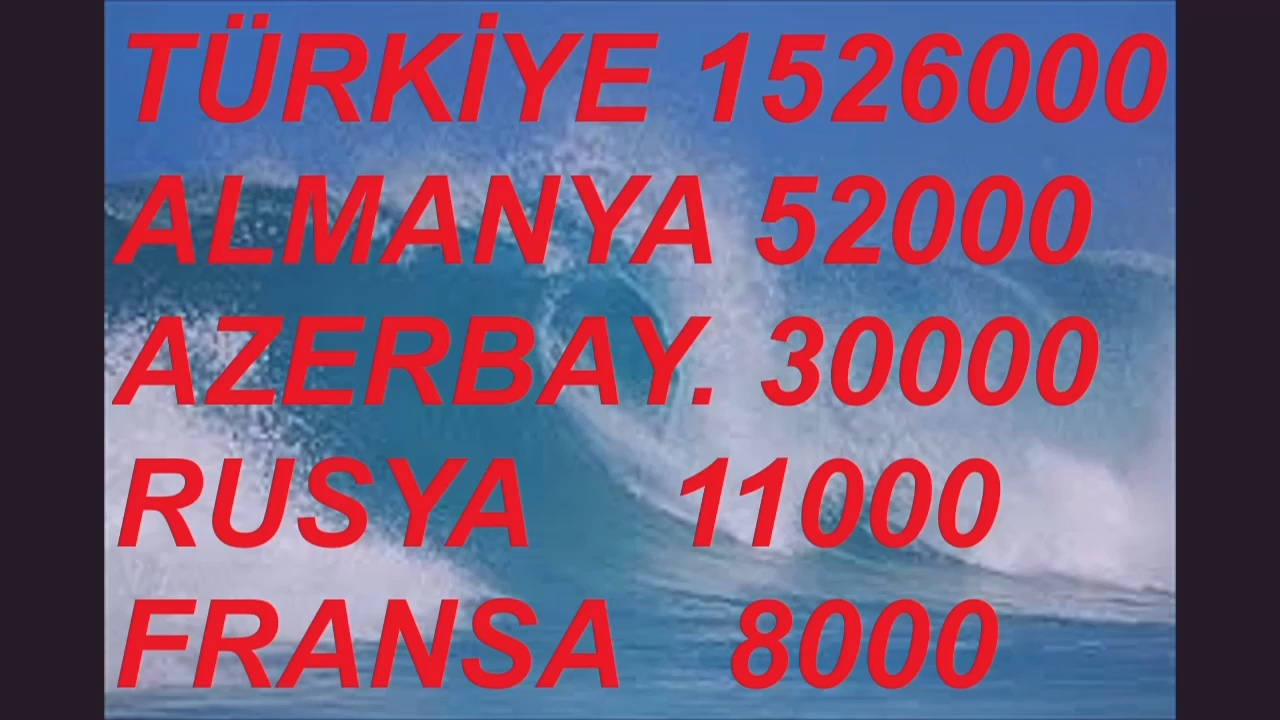 TÜRKİYE 1526000
ALMANYA 52000
AZERBAY. 30000
RUSYA 11000
FRANSA 8000